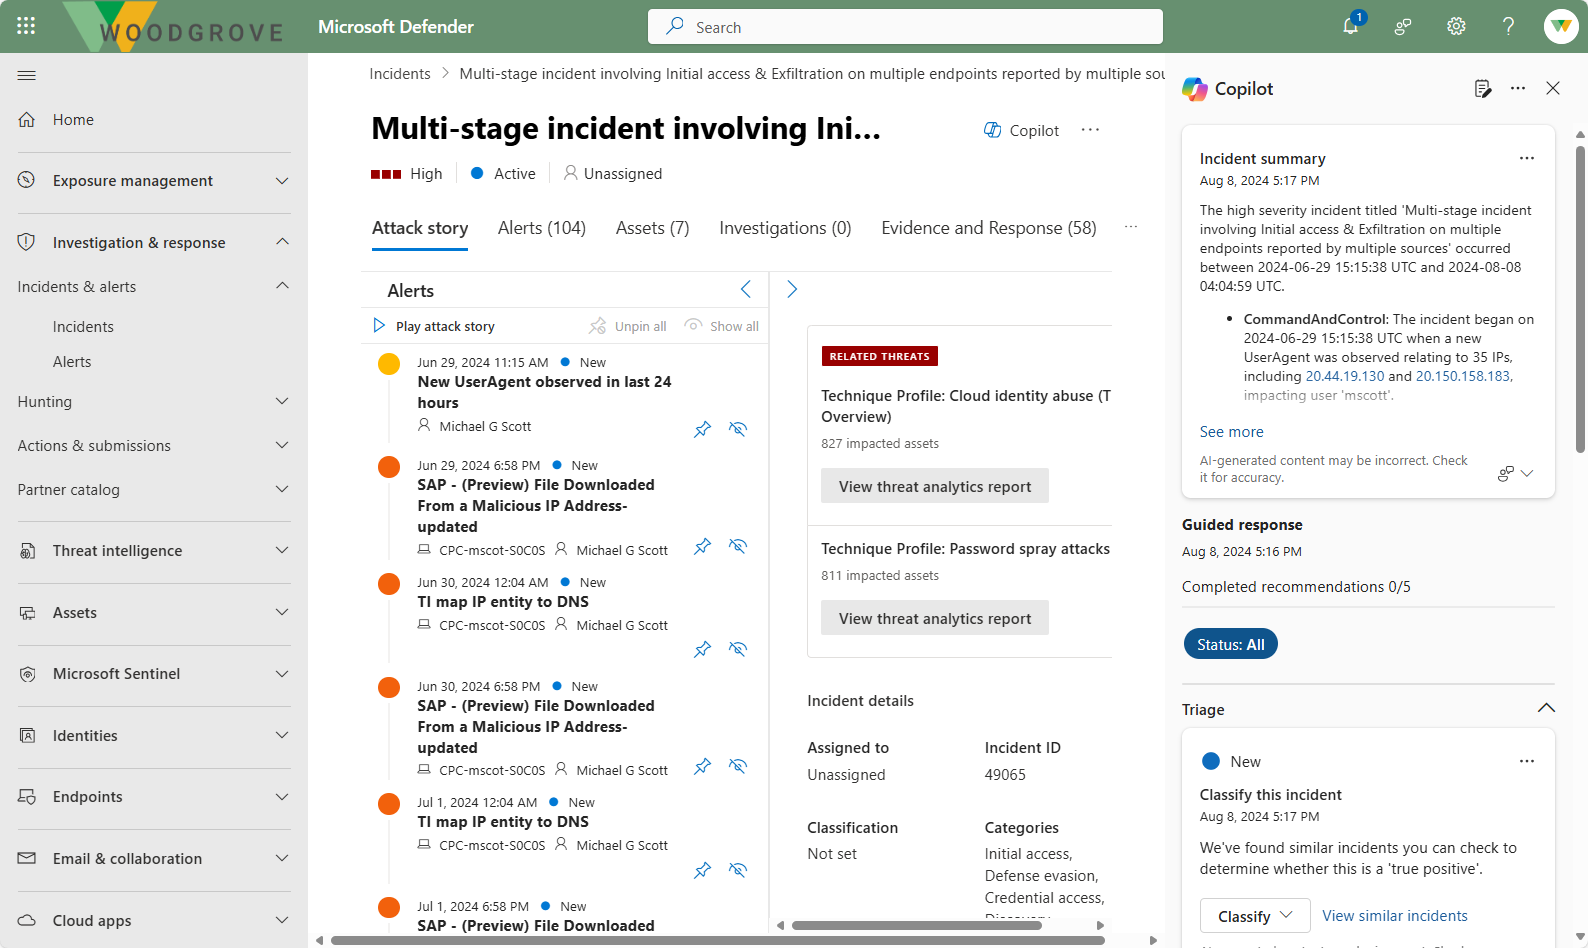 WOODGROVE
Microsoft Defender
Search
1
Home
Exposure management
Investigation & response
Incidents & alerts
Incidents
Alerts
Hunting
Actions & submissions
Partner catalog
Threat intelligence
Assets
Microsoft Sentinel
Identities
Endpoints
Email & collaboration
Cloud apps
Incidents > Multi-stage incident involving Initial access & Exfiltration on multiple endpoints reported by multiple sou
Multi-stage incident involving Ini...
Copilot
High
Active
Unassigned
Attack story
Alerts (104)
Assets (7)
Investigations (0)
Evidence and Response (58)
Alerts
Play attack story
Unpin all
Show all
Jun 29, 2024 11:15 AM New
New UserAgent observed in last 24
hours
Michael G Scott
Jun 29, 2024 6:58 PM New
SAP - (Preview) File Downloaded
From a Malicious IP Address-
updated
CPC-mscot-S0C0S Michael G Scott
Jun 30, 2024 12:04 AM New
TI map IP entity to DNS
CPC-mscot-S0C0S Michael G Scott
Jun 30, 2024 6:58 PM New
SAP - (Preview) File Downloaded
From a Malicious IP Address-
updated
CPC-mscot-S0C0S Michael G Scott
Jul 1, 2024 12:04 AM New
TI map IP entity to DNS
CPC-mscot-S0C0S Michael G Scott
Jul 1, 2024 6:58 PM New
SAP - (Preview) File Downloaded
RELATED THREATS
Technique Profile: Cloud identity abuse (T
Overview)
827 impacted assets
View threat analytics report
Technique Profile: Password spray attacks
811 impacted assets
View threat analytics report
Incident details
Assigned to
Unassigned
Incident ID
49065
Classification
Not set
Categories
Initial access,
Defense evasion,
Credential access,
Discovery
Copilot
Incident summary
Aug 8, 2024 5:17 PM
The high severity incident titled 'Multi-stage incident
involving Initial access & Exfiltration on multiple
endpoints reported by multiple sources' occurred
between 2024-06-29 15:15:38 UTC and 2024-08-08
04:04:59 UTC.
• CommandAndControl: The incident began on
2024-06-29 15:15:38 UTC when a new
UserAgent was observed relating to 35 IPs,
including 20.44.19.130 and 20.150.158.183,
impacting user 'mscott'.
See more
AI-generated content may be incorrect. Check
it for accuracy.
Guided response
Aug 8, 2024 5:16 PM
Completed recommendations 0/5
Status: All
Triage
New
Classify this incident
Aug 8, 2024 5:17 PM
We've found similar incidents you can check to
determine whether this is a 'true positive'.
Classify
View similar incidents